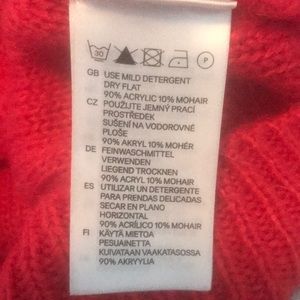 30 P
GB USE MILD DETERGENT
DRY FLAT
90% ACRYLIC 10% MOHAIR
CZ POUŽIJTE JEMNÝ PRACÍ
PROSTŘEDEK
SUŠENÍ NA VODOROVNÉ
PLOŠE
90% AKRYL 10% MOHÉR
DE FEINWASCHMITTEL
VERWENDEN
LIEGEND TROCKNEN
90% ACRYL 10% MOHAIR
ES UTILIZAR UN DETERGENTE
PARA PRENDAS DELICADAS
SECAR EN PLANO
HORIZONTAL
90% ACRÍLICO 10% MOHAIR
FI KÄYTÄ MIETOA
PESUAINETTA
KUIVATAAN VAAKATASOSSA
90% AKRYYLIA